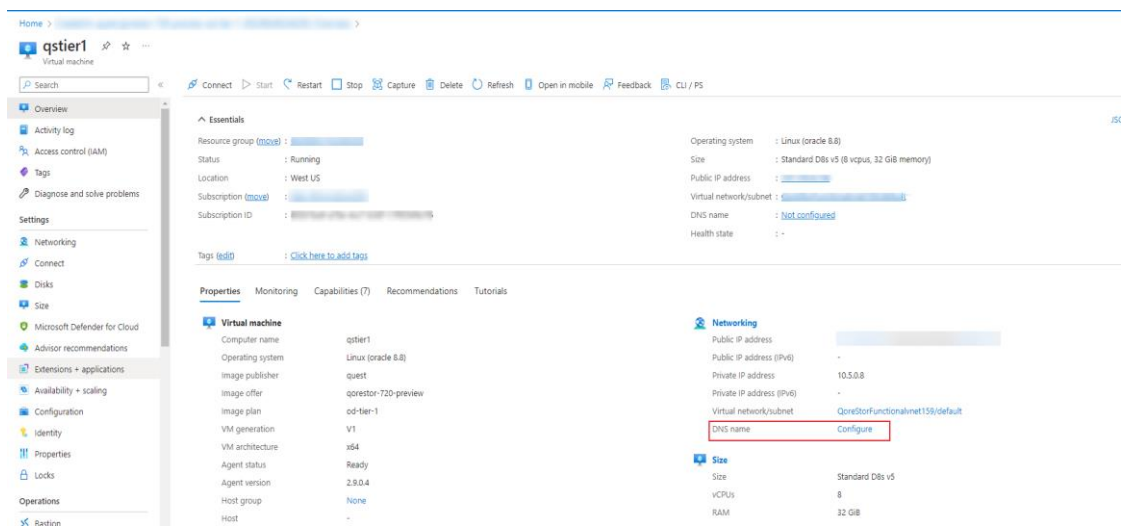 Home > >
qstier1
Virtual machine
Search
Connect Start Restart Stop Capture Delete Refresh Open in mobile Feedback CLI / PS
Overview
Activity log
Access control (IAM)
Tags
Diagnose and solve problems
Settings
Networking
Connect
Disks
Size
Microsoft Defender for Cloud
Advisor recommendations
Extensions + applications
Availability + scaling
Configuration
Identity
Properties
Locks
Operations
Bastion
Essentials
Resource group (move) :
Status : Running
Location : West US
Subscription (move) :
Subscription ID :
Tags (edit) : Click here to add tags
Operating system : Linux (oracle 8.8)
Size : Standard D8s v5 (8 vcpus, 32 GiB memory)
Public IP address :
Virtual network/subnet :
DNS name : Not configured
Health state : -
Properties Monitoring Capabilities (7) Recommendations Tutorials
Virtual machine
Computer name qstier1
Operating system Linux (oracle 8.8)
Image publisher quest
Image offer qorestor-720-preview
Image plan od-tier-1
VM generation V1
VM architecture x64
Agent status Ready
Agent version 2.9.0.4
Host group None
Host -
Networking
Public IP address
Public IP address (IPv6) -
Private IP address 10.5.0.8
Private IP address (IPv6) -
Virtual network/subnet QoreStorFunctionalvnet159/default
DNS name Configure
Size
Size Standard D8s v5
vCPUs 8
RAM 32 GiB